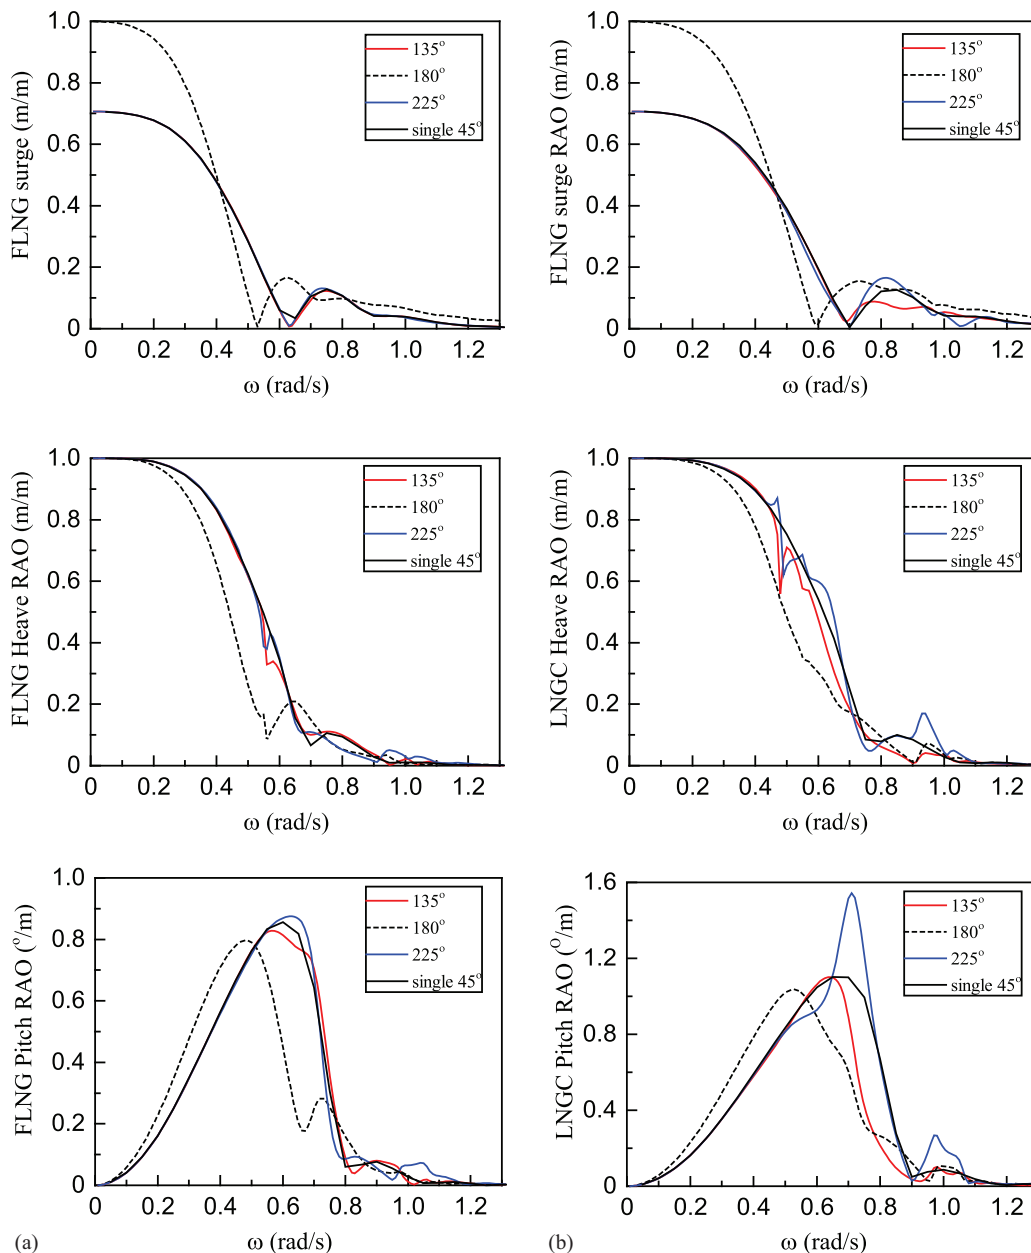 1.0
0.8
0.6
0.4
0.2
0
FLNG surge (m/m)
135°
180°
225°
single 45°
0 0.2 0.4 0.6 0.8 1.0 1.2
ω (rad/s)
1.0
0.8
0.6
0.4
0.2
0
FLNG surge RAO (m/m)
135°
180°
225°
single 45°
0 0.2 0.4 0.6 0.8 1.0 1.2
ω (rad/s)
1.0
0.8
0.6
0.4
0.2
0
FLNG Heave RAO (m/m)
135°
180°
225°
single 45°
0 0.2 0.4 0.6 0.8 1.0 1.2
ω (rad/s)
1.0
0.8
0.6
0.4
0.2
0
LNGC Heave RAO (m/m)
135°
180°
225°
single 45°
0 0.2 0.4 0.6 0.8 1.0 1.2
ω (rad/s)
1.0
0.8
0.6
0.4
0.2
0
FLNG Pitch RAO (°/m)
135°
180°
225°
single 45°
0 0.2 0.4 0.6 0.8 1.0 1.2
ω (rad/s)
(a)
1.6
1.2
0.8
0.4
0
LNGC Pitch RAO (°/m)
135°
180°
225°
single 45°
0 0.2 0.4 0.6 0.8 1.0 1.2
ω (rad/s)
(b)